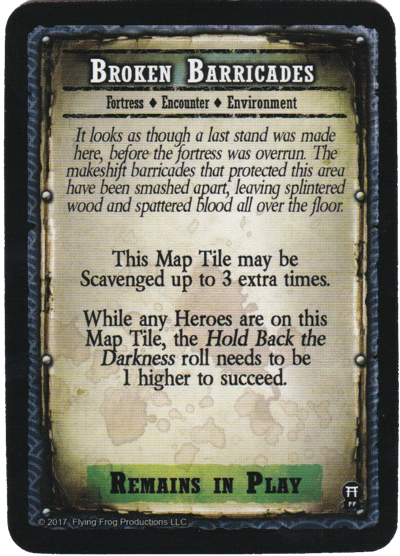 Broken Barricades
Fortress ♦ Encounter ♦ Environment
It looks as though a last stand was made
here, before the fortress was overrun. The
makeshift barricades that protected this area
have been smashed apart, leaving splintered
wood and spattered blood all over the floor.
This Map Tile may be
Scavenged up to 3 extra times.
While any Heroes are on this
Map Tile, the Hold Back the
Darkness roll needs to be
1 higher to succeed.
Remains in Play
FF
© 2017 Flying Frog Productions LLC